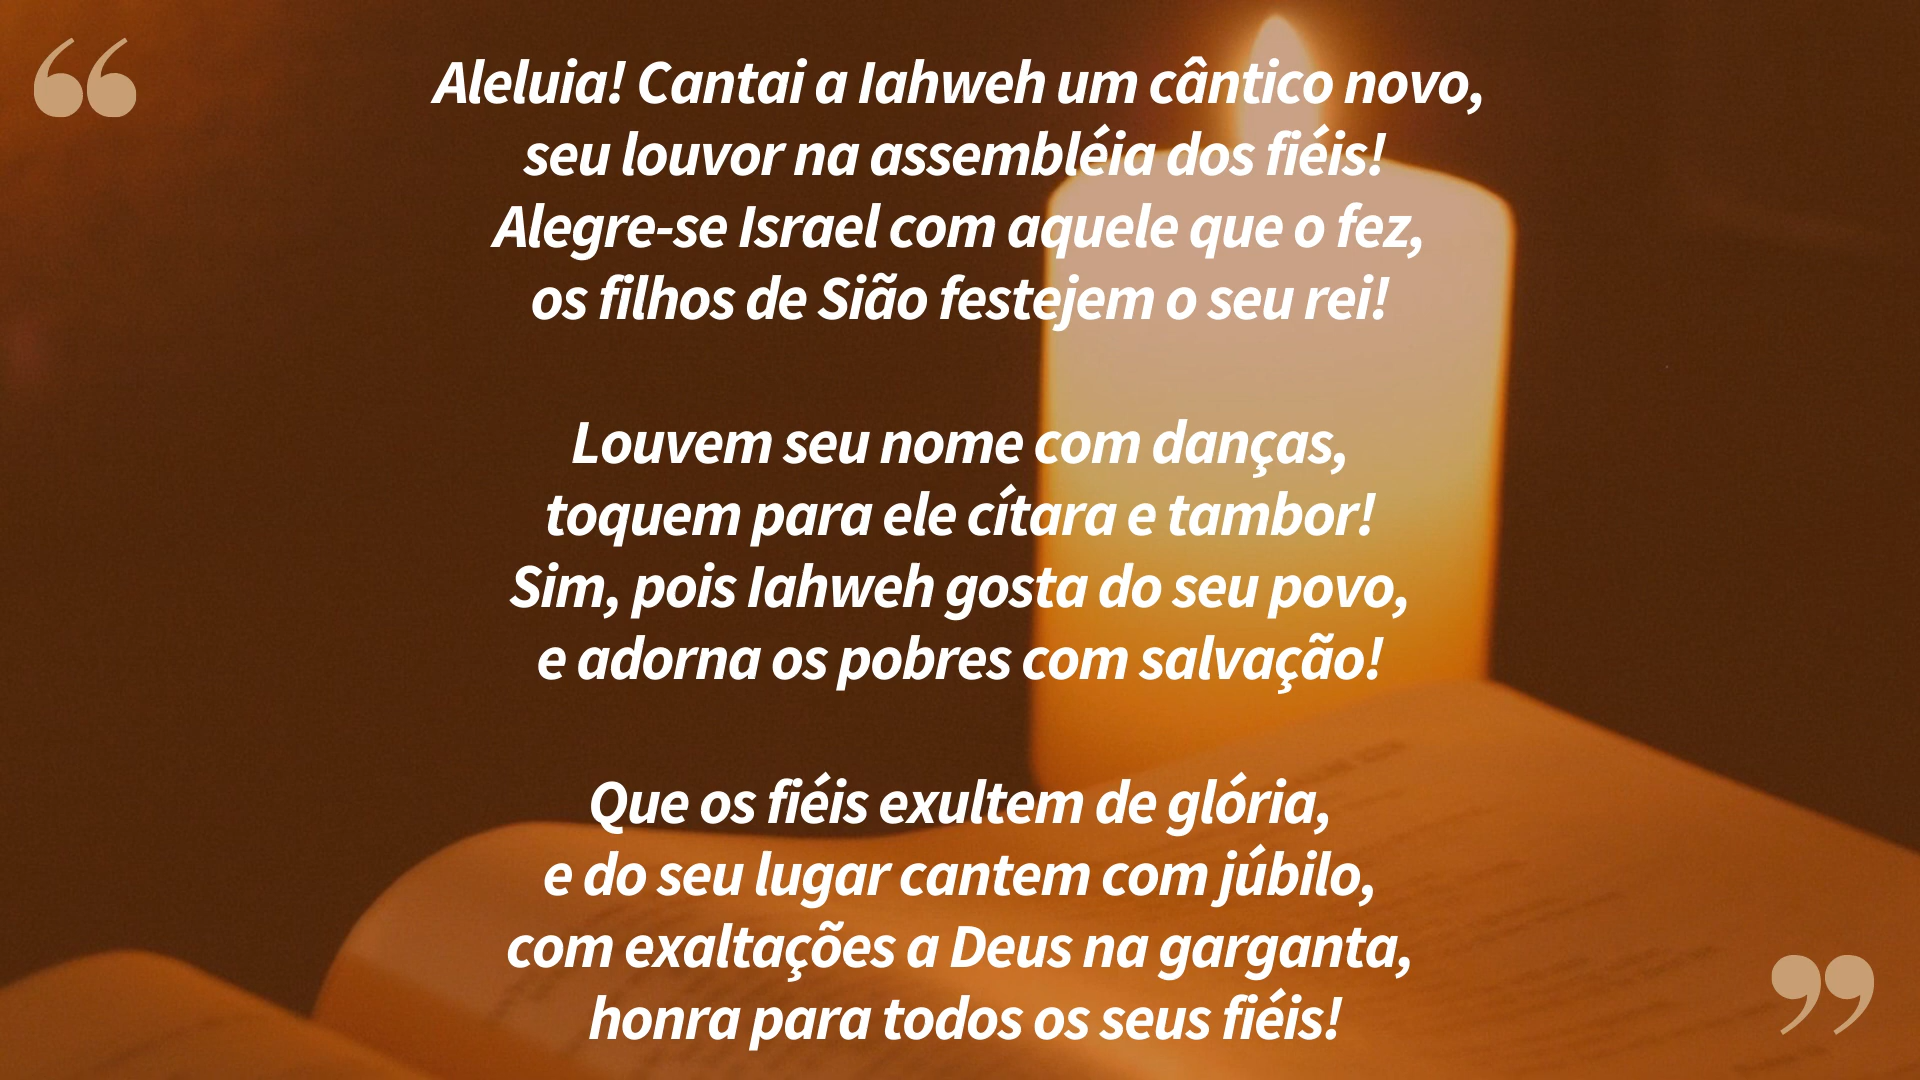 “
Aleluia! Cantai a Iahweh um cântico novo,
seu louvor na assembléia dos fiéis!
Alegre-se Israel com aquele que o fez,
os filhos de Sião festejem o seu rei!
Louvem seu nome com danças,
toquem para ele cítara e tambor!
Sim, pois Iahweh gosta do seu povo,
e adorna os pobres com salvação!
Que os fiéis exultem de glória,
e do seu lugar cantem com júbilo,
com exaltações a Deus na garganta,
honra para todos os seus fiéis!
”